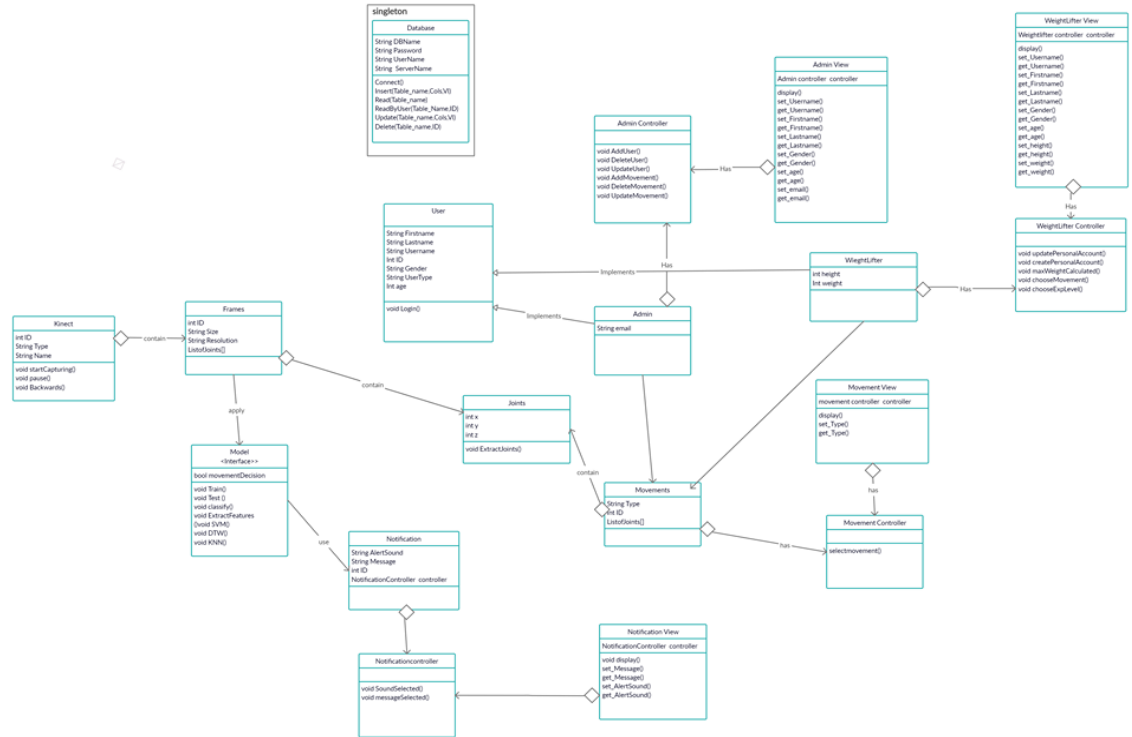 singleton
Database
String DBName
String Password
String UserName
String ServerName
Connect()
Insert(Table_name,Cols,Vl)
Read(Table_name)
ReadByUser(Table_Name,ID)
Update(Table_name,Cols,Vl)
Delete(Table_name,ID)
WeightLifter View
Weightlifter controller controller
display()
set_Username()
get_Username()
set_Firstname()
get_Firstname()
set_Lastname()
get_Lastname()
set_Gender()
get_Gender()
set_age()
get_age()
set_height()
get_height()
set_weight()
get_weight()
Has
WeightLifter Controller
void updatePersonalAccount()
void createPersonalAccount()
void maxWeightCalculated()
void chooseMovement()
void chooseExpLevel()
Admin View
Admin controller controller
display()
set_Username()
get_Username()
set_Firstname()
get_Firstname()
set_Lastname()
get_Lastname()
set_Gender()
get_Gender()
set_age()
get_age()
set_email()
get_email()
Has
Admin Controller
void AddUser()
void DeleteUser()
void UpdateUser()
void AddMovement()
void DeleteMovement()
void UpdateMovement()
Has
User
String Firstname
String Lastname
String Username
Int ID
String Gender
String UserType
Int age
void Login()
Implements
Implements
WieghtLifter
int height
Int weight
Has
Admin
String email
Kinect
int ID
String Type
String Name
void startCapturing()
void pause()
void Backwards()
contain
Frames
int ID
String Size
String Resolution
ListofJoints[]
contain
apply
Joints
int x
int y
int z
void ExtractJoints()
contain
Model
<Interface>>
bool movementDecision
void Train()
void Test ()
void classify()
void ExtractFeatures
()void SVM()
void DTW()
void KNN()
use
Movements
String Type
int ID
ListofJoints[]
has
Movement View
movement controller controller
display()
set_Type()
get_Type()
has
Movement Controller
selectmovement()
Notification
String AlertSound
String Message
int ID
NotificationController controller
Notificationcontroller
void SoundSelected()
void messageSelected()
Notification View
NotificationController controller
void display()
set_Message()
get_Message()
set_AlertSound()
get_AlertSound()